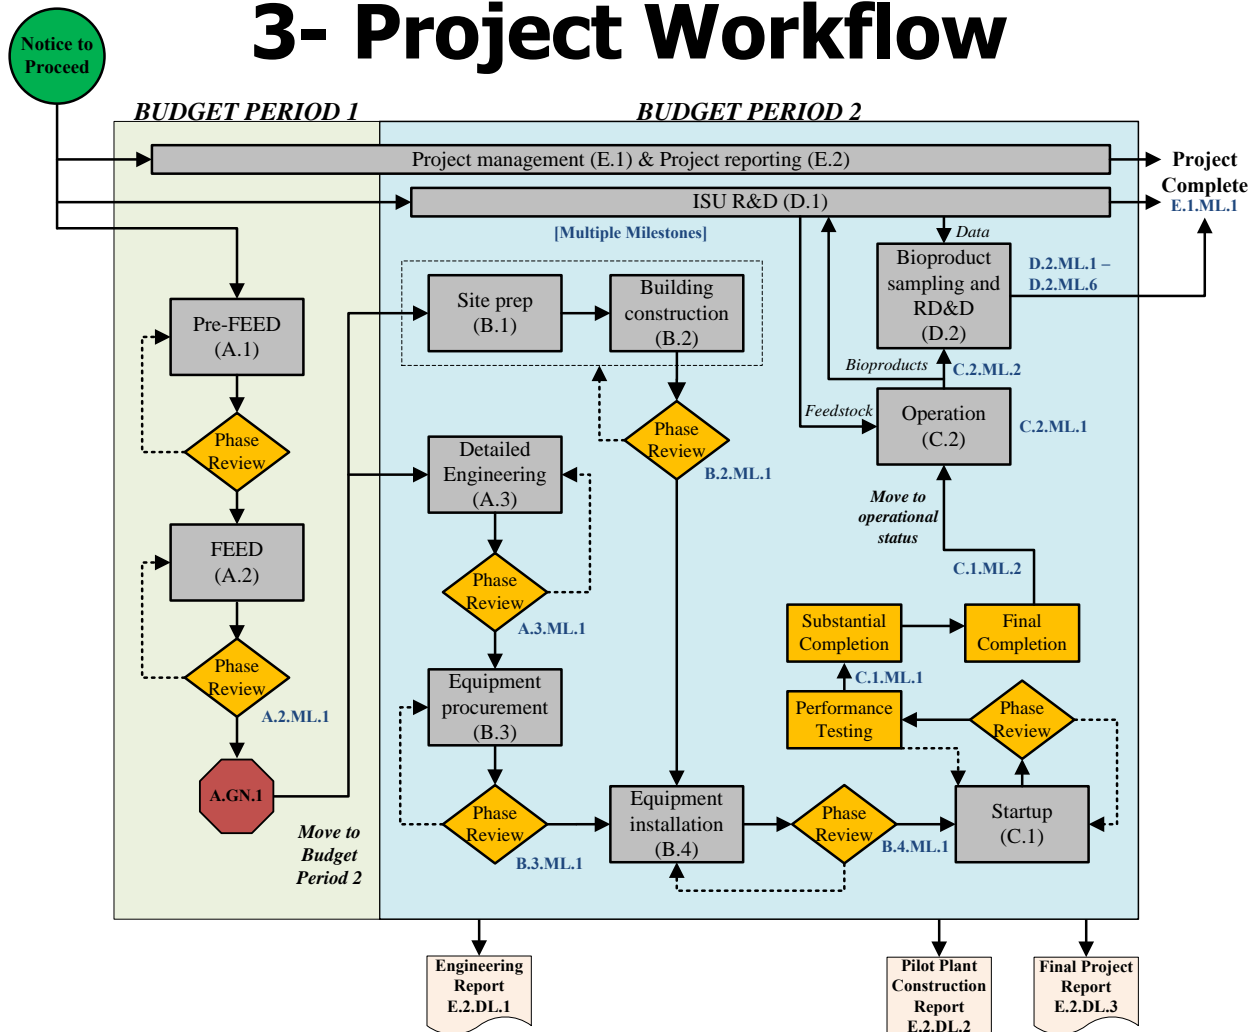 3- Project Workflow
Notice to
Proceed
BUDGET PERIOD 1
BUDGET PERIOD 2
Project management (E.1) & Project reporting (E.2)
Project
Complete
E.1.ML.1
ISU R&D (D.1)
[Multiple Milestones]
Data
Bioproduct
sampling and
RD&D
(D.2)
D.2.ML.1 –
D.2.ML.6
Site prep
(B.1)
Building
construction
(B.2)
Pre-FEED
(A.1)
Bioproducts
C.2.ML.2
Feedstock
Operation
(C.2)
C.2.ML.1
Phase
Review
Phase
Review
B.2.ML.1
Detailed
Engineering
(A.3)
Move to
operational
status
FEED
(A.2)
Phase
Review
A.3.ML.1
C.1.ML.2
Substantial
Completion
Final
Completion
Phase
Review
A.2.ML.1
Equipment
procurement
(B.3)
C.1.ML.1
Performance
Testing
Phase
Review
A.GN.1
Move to
Budget
Period 2
Phase
Review
B.3.ML.1
Equipment
installation
(B.4)
Phase
Review
B.4.ML.1
Startup
(C.1)
Engineering
Report
E.2.DL.1
Pilot Plant
Construction
Report
E.2.DL.2
Final Project
Report
E.2.DL.3